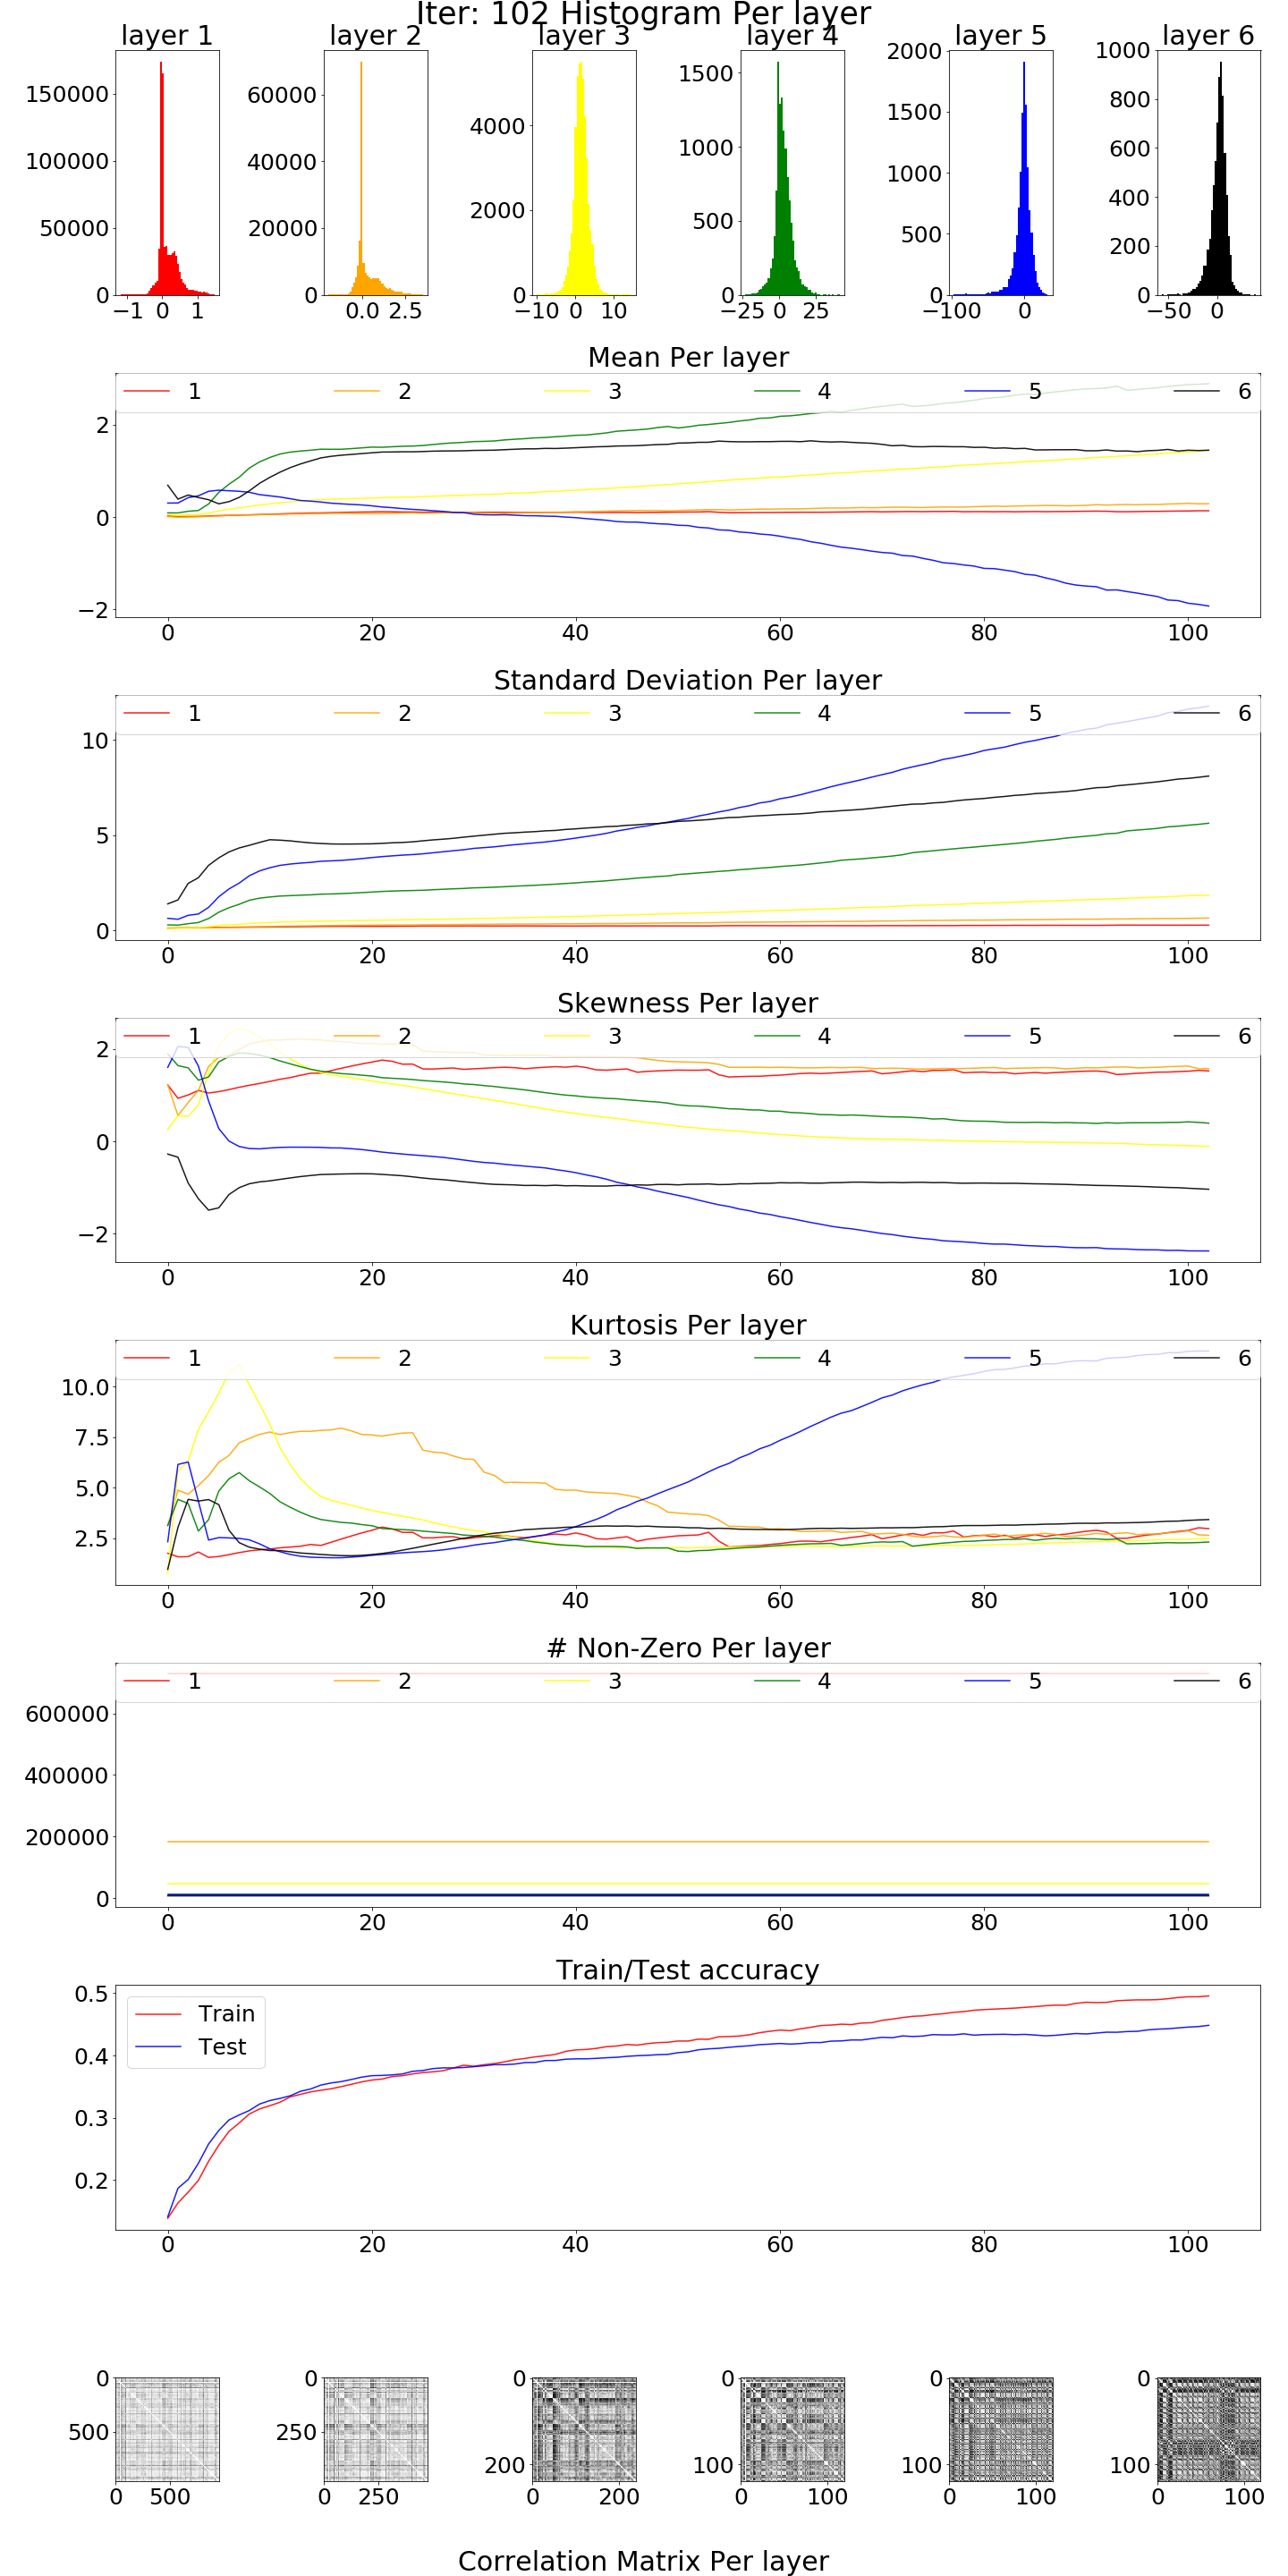 Iter: 102 Histogram Per layer
layer 1 layer 2 layer 3 layer 4 layer 5 layer 6
150000 100000 50000 0
−1 0 1
60000 40000 20000 0
0.0 2.5
4000 2000 0
−10 0 10
1500 1000 500 0
−25 0 25
2000 1500 1000 500 0
−100 0
1000 800 600 400 200 0
−50 0
Mean Per layer
1 2 3 4 5 6
2
0
−2
0 20 40 60 80 100
Standard Deviation Per layer
1 2 3 4 5 6
10
5
0
0 20 40 60 80 100
Skewness Per layer
1 2 3 4 5 6
2
0
−2
0 20 40 60 80 100
Kurtosis Per layer
1 2 3 4 5 6
10.0
7.5
5.0
2.5
0 20 40 60 80 100
# Non-Zero Per layer
1 2 3 4 5 6
600000
400000
200000
0
0 20 40 60 80 100
Train/Test accuracy
0.5
Train
Test
0.4
0.3
0.2
0 20 40 60 80 100
0 500
0 500
0 250
0 250
0 200
0 200
0 100
0 100
0 100
0 100
0 100
0 100
Correlation Matrix Per layer